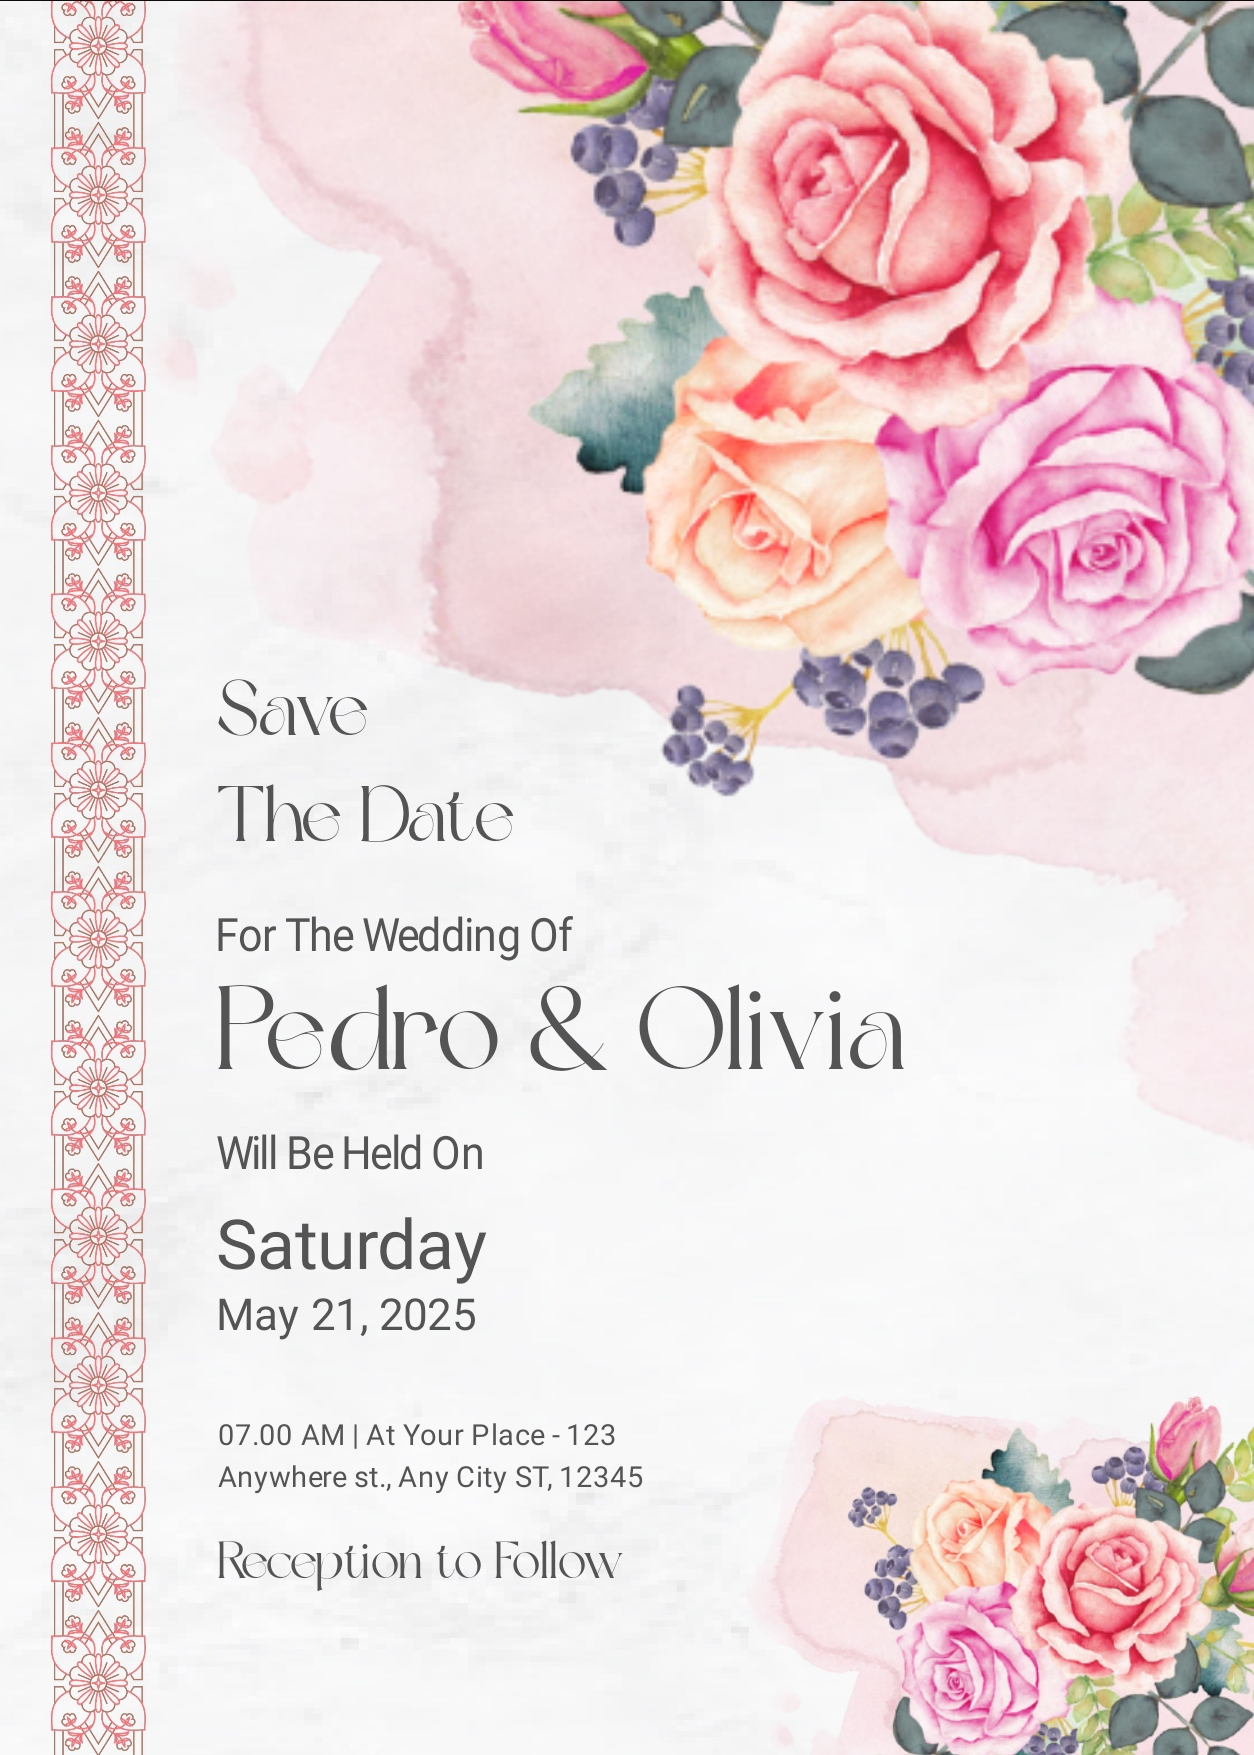 Save
The Date
For The Wedding Of
Pedro & Olivia
Will Be Held On
Saturday
May 21, 2025
07.00 AM | At Your Place - 123
Anywhere st., Any City ST, 12345
Reception to Follow